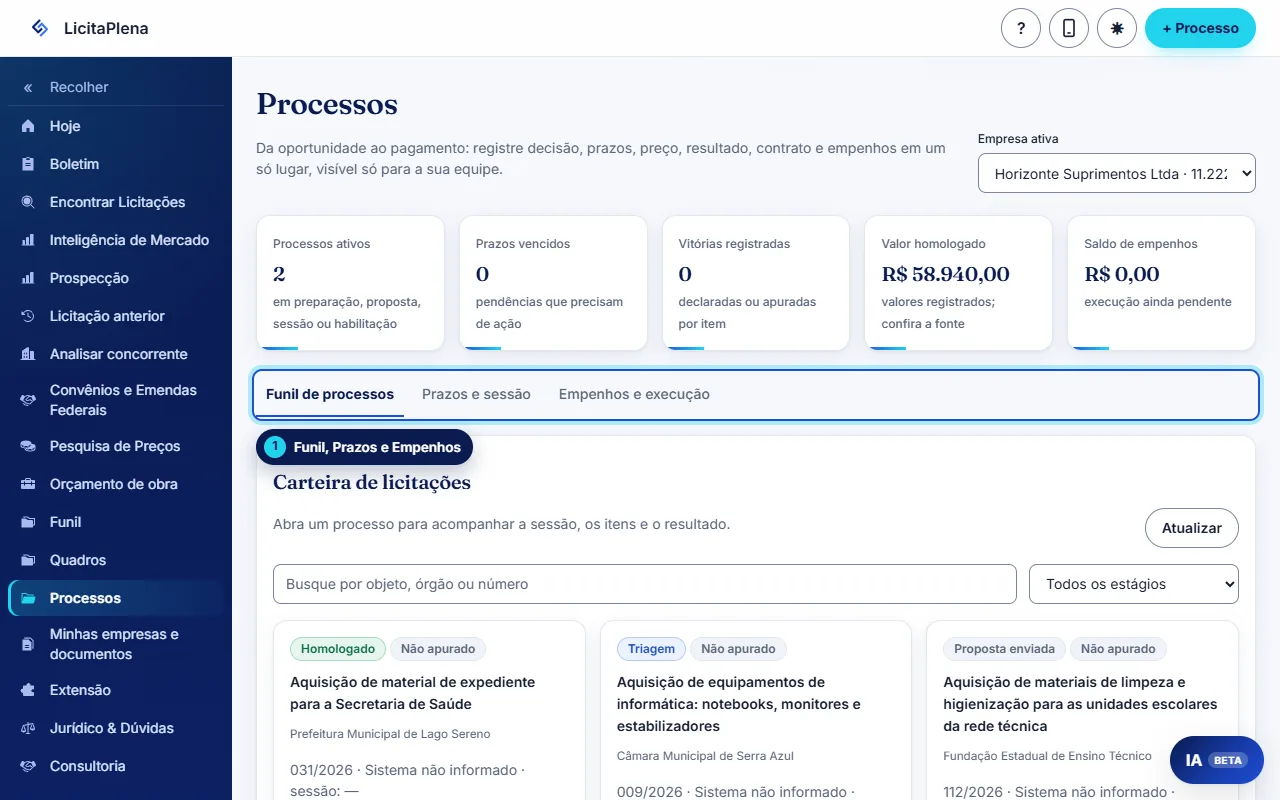 LicitaPlena
?
+ Processo
« Recolher
Hoje
Boletim
Encontrar Licitações
Inteligência de Mercado
Prospecção
Licitação anterior
Analisar concorrente
Convênios e Emendas
Federais
Pesquisa de Preços
Orçamento de obra
Funil
Quadros
Processos
Minhas empresas e
documentos
Extensão
Jurídico & Dúvidas
Consultoria
Processos
Da oportunidade ao pagamento: registre decisão, prazos, preço, resultado, contrato e empenhos em um
só lugar, visível só para a sua equipe.
Empresa ativa
Horizonte Suprimentos Ltda · 11.222
Processos ativos
2
em preparação, proposta,
sessão ou habilitação
Prazos vencidos
0
pendências que precisam
de ação
Vitórias registradas
0
declaradas ou apuradas
por item
Valor homologado
R$ 58.940,00
valores registrados;
confira a fonte
Saldo de empenhos
R$ 0,00
execução ainda pendente
Funil de processos Prazos e sessão Empenhos e execução
1 Funil, Prazos e Empenhos
Carteira de licitações
Abra um processo para acompanhar a sessão, os itens e o resultado.
Atualizar
Busque por objeto, órgão ou número
Todos os estágios
Homologado Não apurado
Aquisição de material de expediente
para a Secretaria de Saúde
Prefeitura Municipal de Lago Sereno
031/2026 · Sistema não informado ·
sessão: —
Triagem Não apurado
Aquisição de equipamentos de
informática: notebooks, monitores e
estabilizadores
Câmara Municipal de Serra Azul
009/2026 · Sistema não informado ·
Proposta enviada Não apurado
Aquisição de materiais de limpeza e
higienização para as unidades escolares
da rede técnica
Fundação Estadual de Ensino Técnico
112/2026 · Sistema não informado ·
IA BETA